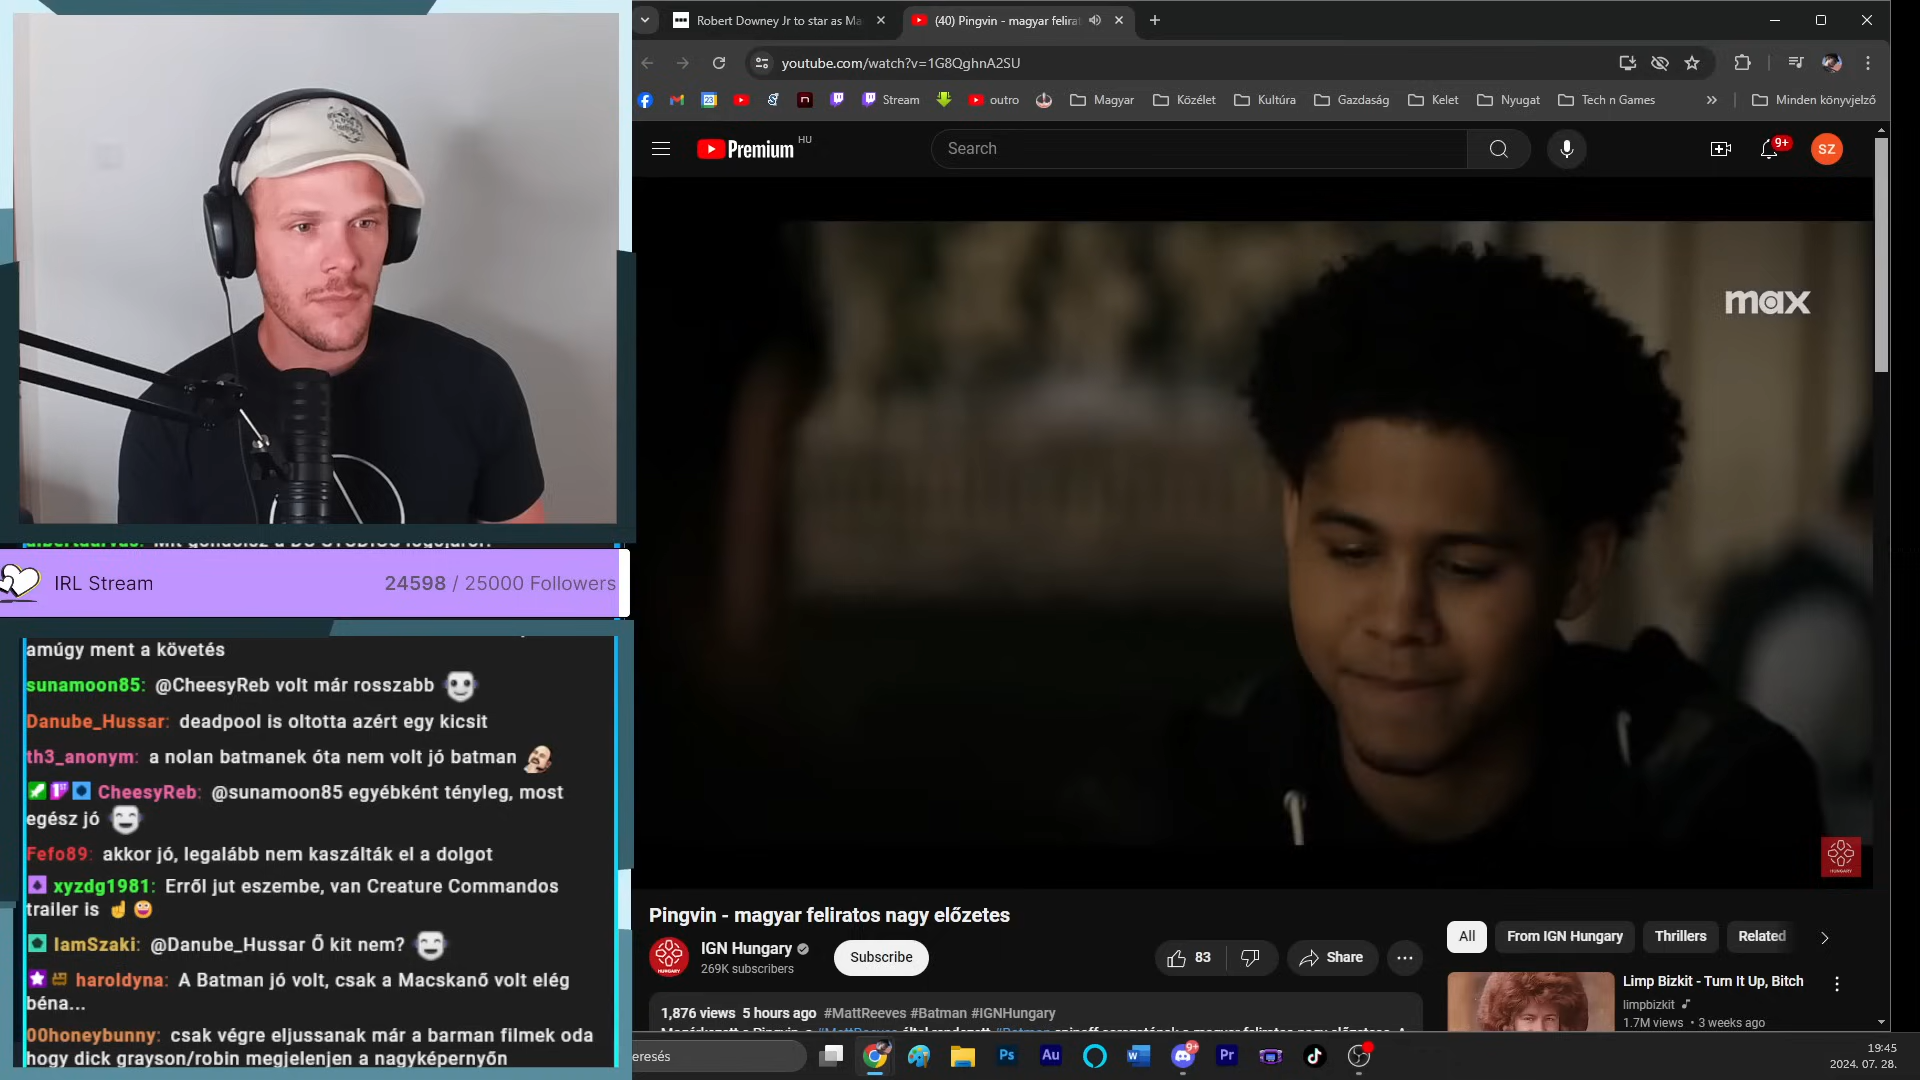 Robert Downey Jr to star as Ma
(40) Pingvin - magyar felira
youtube.com/watch?v=1G8QghnA2SU
Stream
outro
Magyar
Közélet
Kultúra
Gazdaság
Kelet
Nyugat
Tech n Games
Minden könyvjelző
Premium
HU
Search
9+
SZ
max
HUNGARY
IRL Stream
24598 / 25000 Followers
amúgy ment a követés
sunamoon85: @CheesyReb volt már rosszabb
Danube_Hussar: deadpool is oltotta azért egy kicsit
th3_anonym: a nolan batmanek óta nem volt jó batman
CheesyReb: @sunamoon85 egyébként tényleg, most
egész jó
Fefo89: akkor jó, legalább nem kaszálták el a dolgot
xyzdg1981: Erről jut eszembe, van Creature Commandos
trailer is
IamSzaki: @Danube_Hussar Ő kit nem?
haroldyna: A Batman jó volt, csak a Macskanő volt elég
béna...
00honeybunny: csak végre eljussanak már a barman filmek oda
hogy dick grayson/robin megjelenjen a nagyképernyőn
Pingvin - magyar feliratos nagy előzetes
IGN Hungary
269K subscribers
Subscribe
83
Share
1,876 views 5 hours ago #MattReeves #Batman #IGNHungary
All
From IGN Hungary
Thrillers
Related
Limp Bizkit - Turn It Up, Bitch
limpbizkit
1.7M views • 3 weeks ago
eresés
Ps
Au
9+
Pr
19:45
2024. 07. 28.